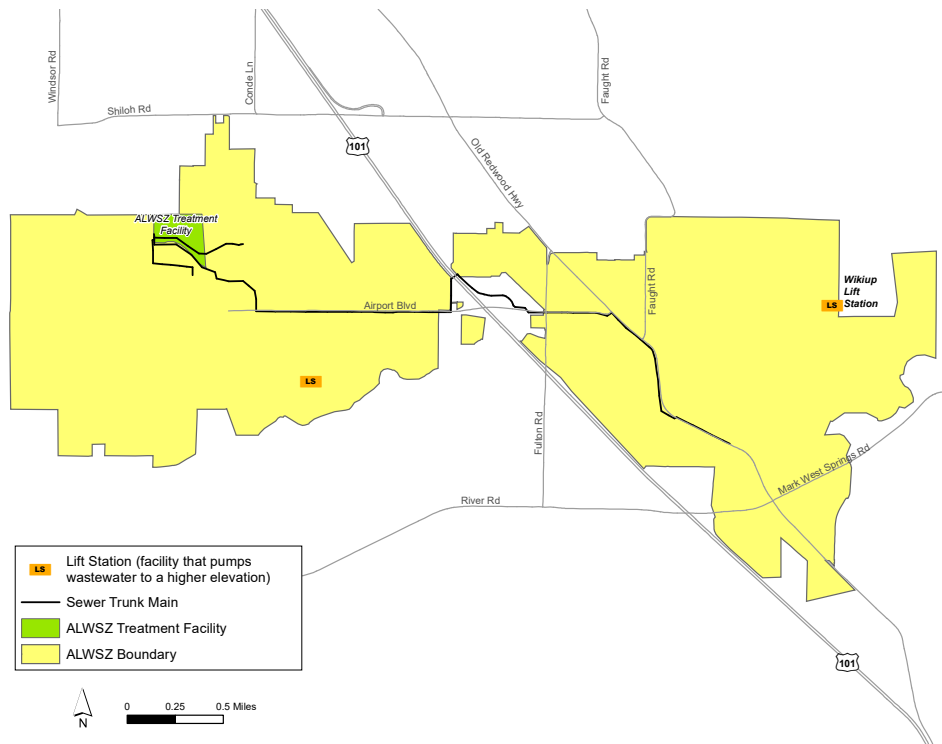 Windsor Rd
Conde Ln
Faught Rd
Shiloh Rd
101
Old Redwood Hwy
ALWSZ Treatment
Facility
Wikiup
Lift
Station
LS
Faught Rd
Airport Blvd
LS
Fulton Rd
Mark West Springs Rd
River Rd
LS
Lift Station (facility that pumps
wastewater to a higher elevation)
Sewer Trunk Main
ALWSZ Treatment Facility
ALWSZ Boundary
101
N
0 0.25 0.5 Miles